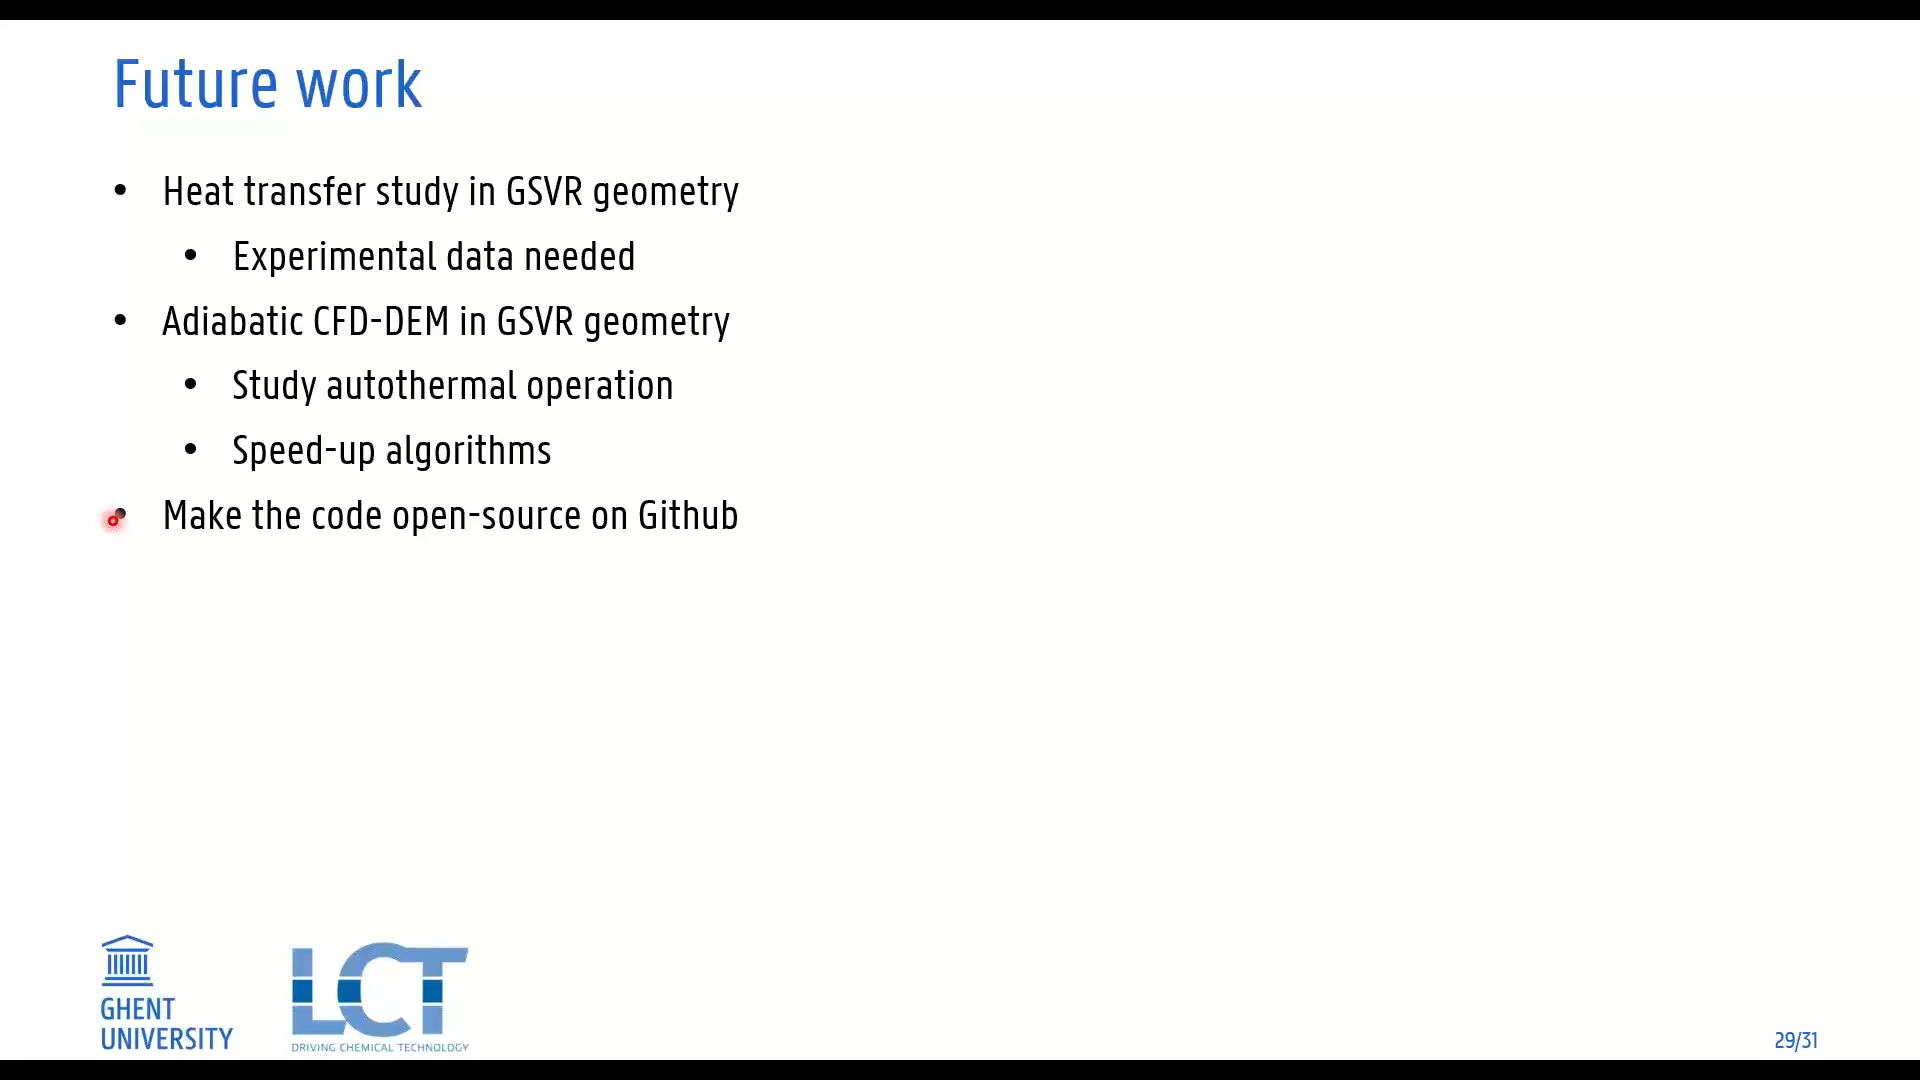 Future work
• Heat transfer study in GSVR geometry
• Experimental data needed
• Adiabatic CFD-DEM in GSVR geometry
• Study autothermal operation
• Speed-up algorithms
• Make the code open-source on Github
GHENT
UNIVERSITY
LCT
DRIVING CHEMICAL TECHNOLOGY
29/31